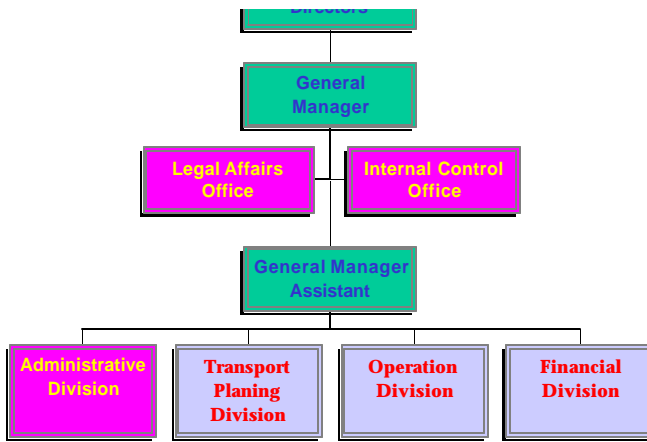 Directors
General
Manager
Legal Affairs
Office
Internal Control
Office
General Manager
Assistant
Administrative
Division
Transport
Planing
Division
Operation
Division
Financial
Division